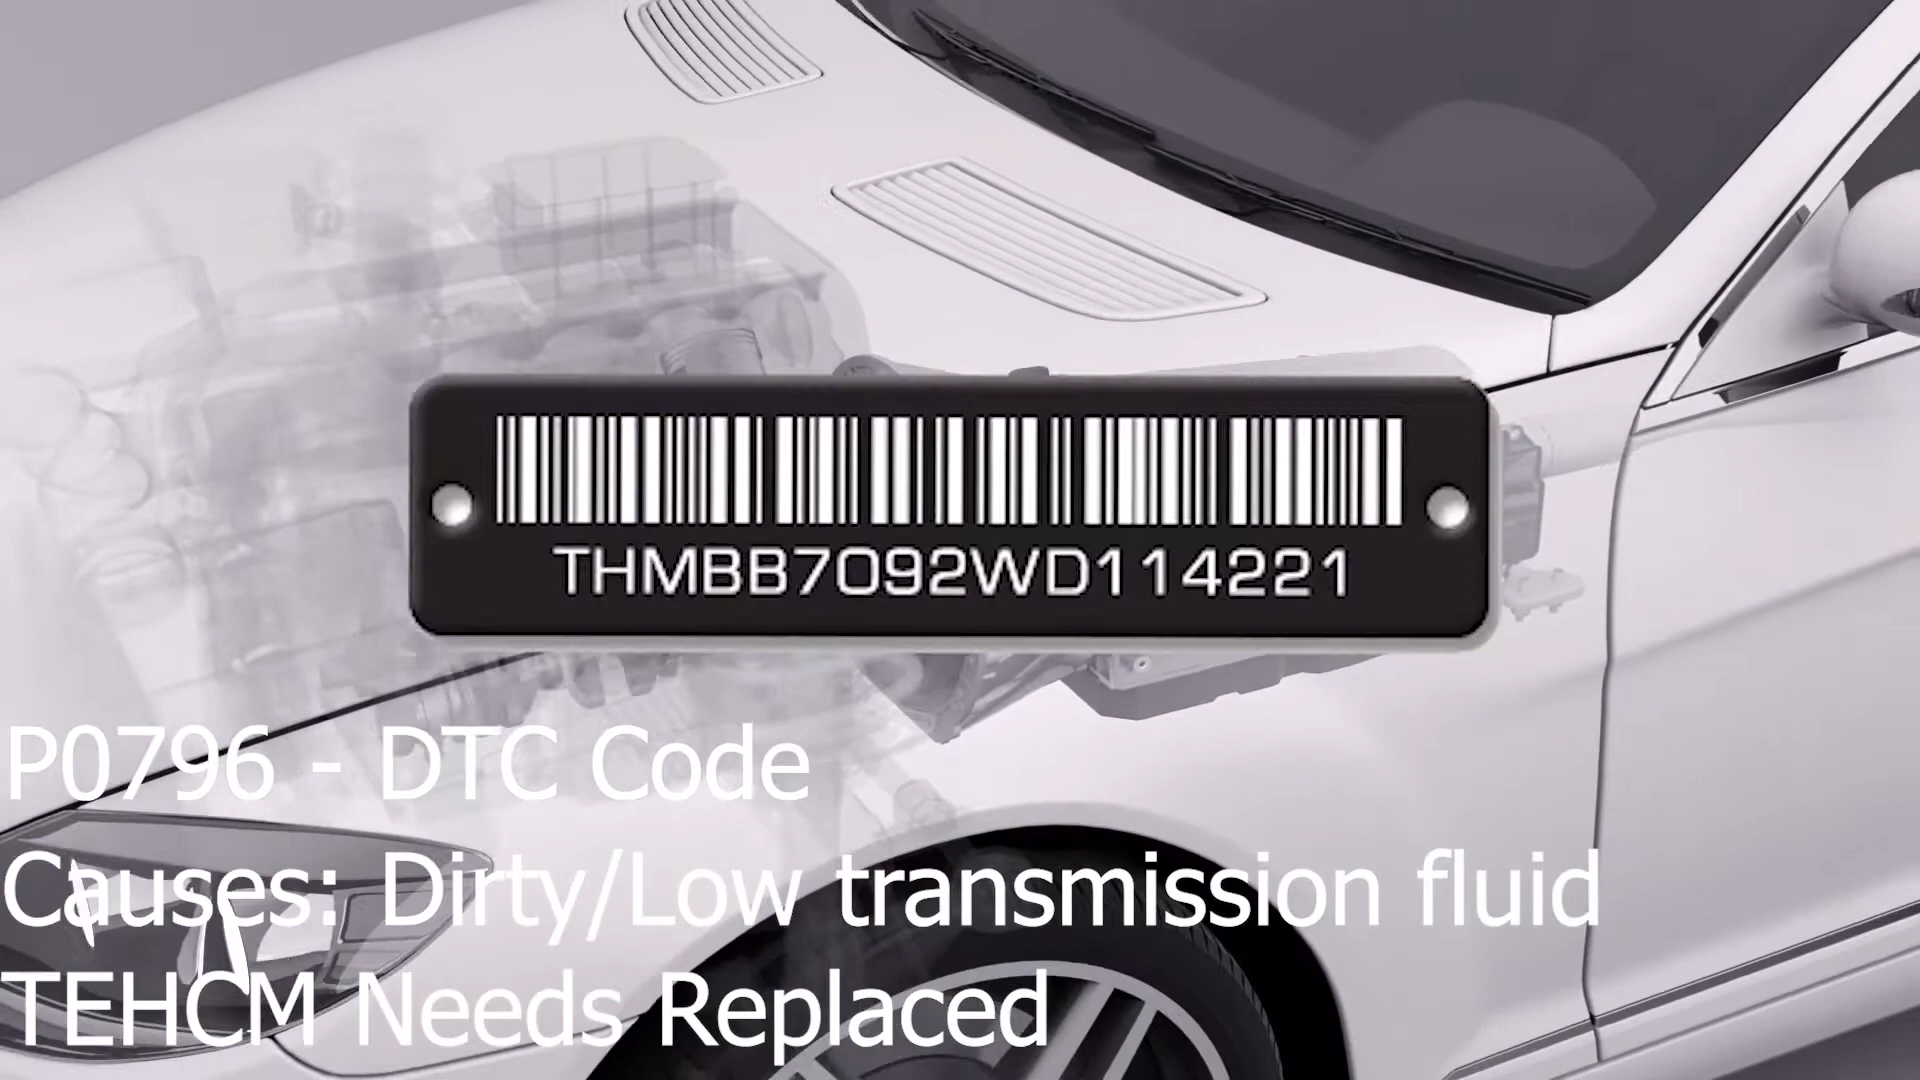 THMBB7092WD114221
P0796 - DTC Code
Causes: Dirty/Low transmission fluid
TEHCM Needs Replaced